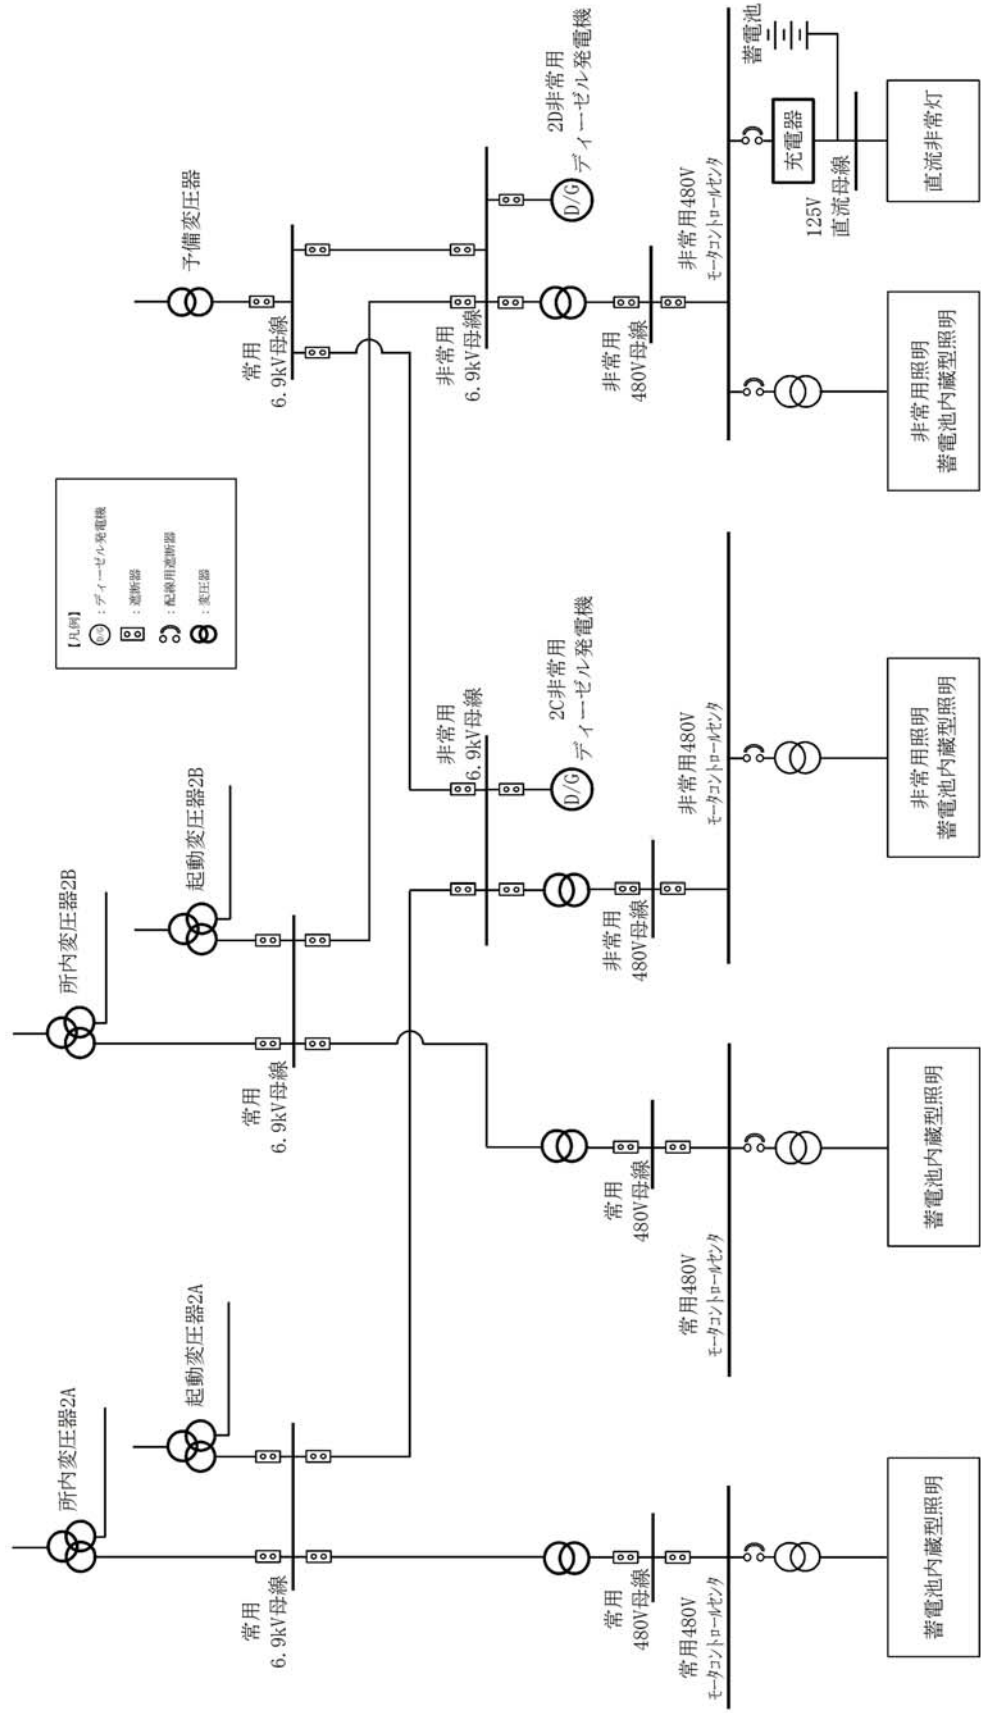 所内変圧器2A
起動変圧器2A
所内変圧器2B
起動変圧器2B
【凡例】
D/G
：ディーゼル発電機
：遮断器
：配線用遮断器
：変圧器
予備変圧器
常用
6.9kV母線
常用
6.9kV母線
常用
6.9kV母線
非常用
6.9kV母線
非常用
6.9kV母線
D/G
2C非常用
ディーゼル発電機
D/G
2D非常用
ディーゼル発電機
常用
480V母線
常用
480V母線
非常用
480V母線
非常用
480V母線
常用480V
モータコントロールセンタ
常用480V
モータコントロールセンタ
非常用480V
モータコントロールセンタ
非常用480V
モータコントロールセンタ
蓄電池
充電器
125V
直流母線
蓄電池内蔵型照明
蓄電池内蔵型照明
非常用照明
蓄電池内蔵型照明
非常用照明
蓄電池内蔵型照明
直流非常灯